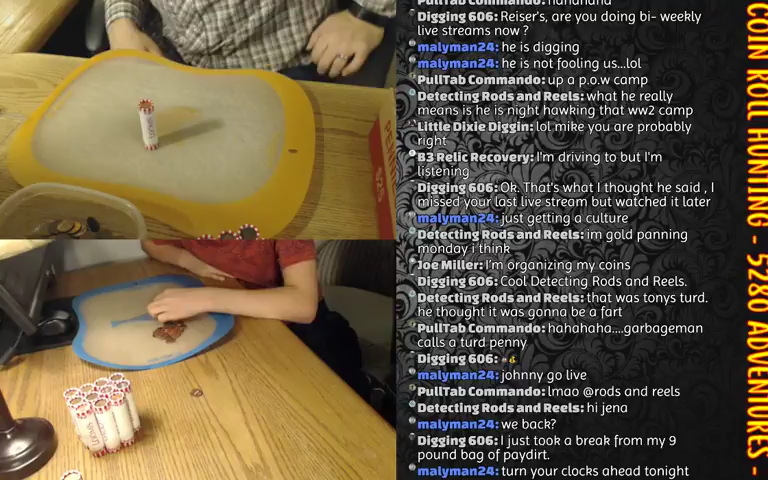 PullTab Commando: hahahaha
Digging 606: Reiser's, are you doing bi- weekly
live streams now ?
malyman24: he is digging
malyman24: he is not fooling us...lol
PullTab Commando: up a p.o.w camp
Detecting Rods and Reels: what he really
means is he is night hawking that ww2 camp
Little Dixie Diggin: lol mike you are probably
right
B3 Relic Recovery: I'm driving to but I'm
listening
Digging 606: Ok. That's what I thought he said , I
missed your last live stream but watched it later
malyman24: just getting a culture
Detecting Rods and Reels: im gold panning
monday i think
Joe Miller: I'm organizing my coins
Digging 606: Cool Detecting Rods and Reels.
Detecting Rods and Reels: that was tonys turd.
he thought it was gonna be a fart
PullTab Commando: hahahaha....garbageman
calls a turd penny
Digging 606:
malyman24: johnny go live
PullTab Commando: lmao @rods and reels
Detecting Rods and Reels: hi jena
malyman24: we back?
Digging 606: I just took a break from my 9
pound bag of paydirt.
malyman24: turn your clocks ahead tonight
COIN ROLL HUNTING - 5280 ADVENTURES -